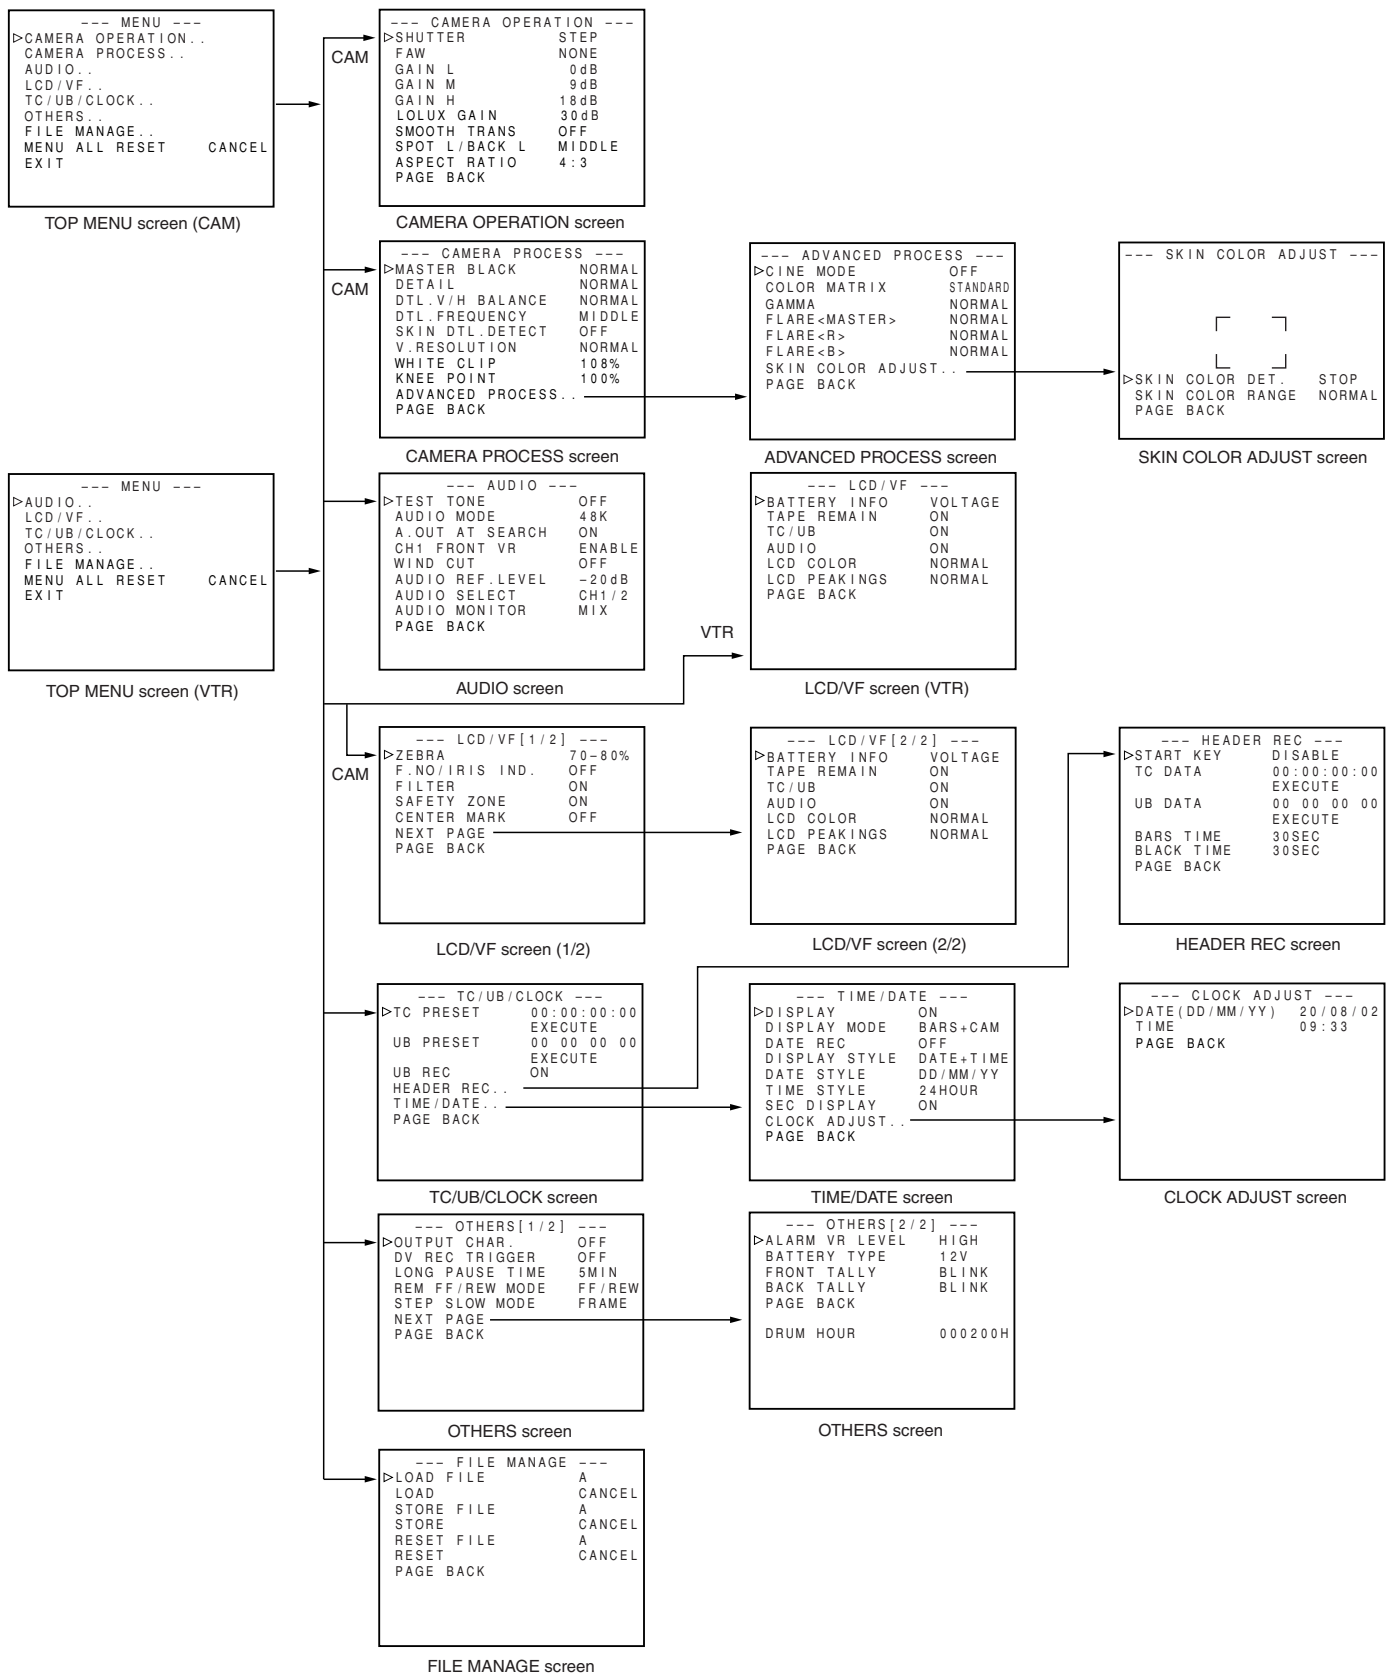 --- MENU ---
▷CAMERA OPERATION..
CAMERA PROCESS..
AUDIO..
LCD/VF..
TC/UB/CLOCK..
OTHERS..
FILE MANAGE..
MENU ALL RESET CANCEL
EXIT
TOP MENU screen (CAM)
CAM
--- CAMERA OPERATION ---
▷SHUTTER STEP
FAW NONE
GAIN L 0dB
GAIN M 9dB
GAIN H 18dB
LOLUX GAIN 30dB
SMOOTH TRANS OFF
SPOT L/BACK L MIDDLE
ASPECT RATIO 4:3
PAGE BACK
CAMERA OPERATION screen
CAM
--- CAMERA PROCESS ---
▷MASTER BLACK NORMAL
DETAIL NORMAL
DTL.V/H BALANCE NORMAL
DTL.FREQUENCY MIDDLE
SKIN DTL.DETECT OFF
V.RESOLUTION NORMAL
WHITE CLIP 108%
KNEE POINT 100%
ADVANCED PROCESS..
PAGE BACK
CAMERA PROCESS screen
--- ADVANCED PROCESS ---
▷CINE MODE OFF
COLOR MATRIX STANDARD
GAMMA NORMAL
FLARE<MASTER> NORMAL
FLARE<R> NORMAL
FLARE<B> NORMAL
SKIN COLOR ADJUST..
PAGE BACK
ADVANCED PROCESS screen
--- SKIN COLOR ADJUST ---
▷SKIN COLOR DET. STOP
SKIN COLOR RANGE NORMAL
PAGE BACK
SKIN COLOR ADJUST screen
--- MENU ---
▷AUDIO..
LCD/VF..
TC/UB/CLOCK..
OTHERS..
FILE MANAGE..
MENU ALL RESET CANCEL
EXIT
TOP MENU screen (VTR)
--- AUDIO ---
▷TEST TONE OFF
AUDIO MODE 48K
A.OUT AT SEARCH ON
CH1 FRONT VR ENABLE
WIND CUT OFF
AUDIO REF.LEVEL –20dB
AUDIO SELECT CH1/2
AUDIO MONITOR MIX
PAGE BACK
AUDIO screen
VTR
--- LCD/VF ---
▷BATTERY INFO VOLTAGE
TAPE REMAIN ON
TC/UB ON
AUDIO ON
LCD COLOR NORMAL
LCD PEAKINGS NORMAL
PAGE BACK
LCD/VF screen (VTR)
CAM
--- LCD/VF[1/2] ---
▷ZEBRA 70–80%
F.NO/IRIS IND. OFF
FILTER ON
SAFETY ZONE ON
CENTER MARK OFF
NEXT PAGE
PAGE BACK
LCD/VF screen (1/2)
--- LCD/VF[2/2] ---
▷BATTERY INFO VOLTAGE
TAPE REMAIN ON
TC/UB ON
AUDIO ON
LCD COLOR NORMAL
LCD PEAKINGS NORMAL
PAGE BACK
LCD/VF screen (2/2)
--- HEADER REC ---
▷START KEY DISABLE
TC DATA 00:00:00:00
EXECUTE
UB DATA 00 00 00 00
EXECUTE
BARS TIME 30SEC
BLACK TIME 30SEC
PAGE BACK
HEADER REC screen
--- TC/UB/CLOCK ---
▷TC PRESET 00:00:00:00
EXECUTE
UB PRESET 00 00 00 00
EXECUTE
UB REC ON
HEADER REC..
TIME/DATE..
PAGE BACK
TC/UB/CLOCK screen
--- TIME/DATE ---
▷DISPLAY ON
DISPLAY MODE BARS+CAM
DATE REC OFF
DISPLAY STYLE DATE+TIME
DATE STYLE DD/MM/YY
TIME STYLE 24HOUR
SEC DISPLAY ON
CLOCK ADJUST..
PAGE BACK
TIME/DATE screen
--- CLOCK ADJUST ---
▷DATE(DD/MM/YY) 20/08/02
TIME 09:33
PAGE BACK
CLOCK ADJUST screen
--- OTHERS[1/2] ---
▷OUTPUT CHAR. OFF
DV REC TRIGGER OFF
LONG PAUSE TIME 5MIN
REM FF/REW MODE FF/REW
STEP SLOW MODE FRAME
NEXT PAGE
PAGE BACK
OTHERS screen
--- OTHERS[2/2] ---
▷ALARM VR LEVEL HIGH
BATTERY TYPE 12V
FRONT TALLY BLINK
BACK TALLY BLINK
PAGE BACK
DRUM HOUR 000200H
OTHERS screen
--- FILE MANAGE ---
▷LOAD FILE A
LOAD CANCEL
STORE FILE A
STORE CANCEL
RESET FILE A
RESET CANCEL
PAGE BACK
FILE MANAGE screen